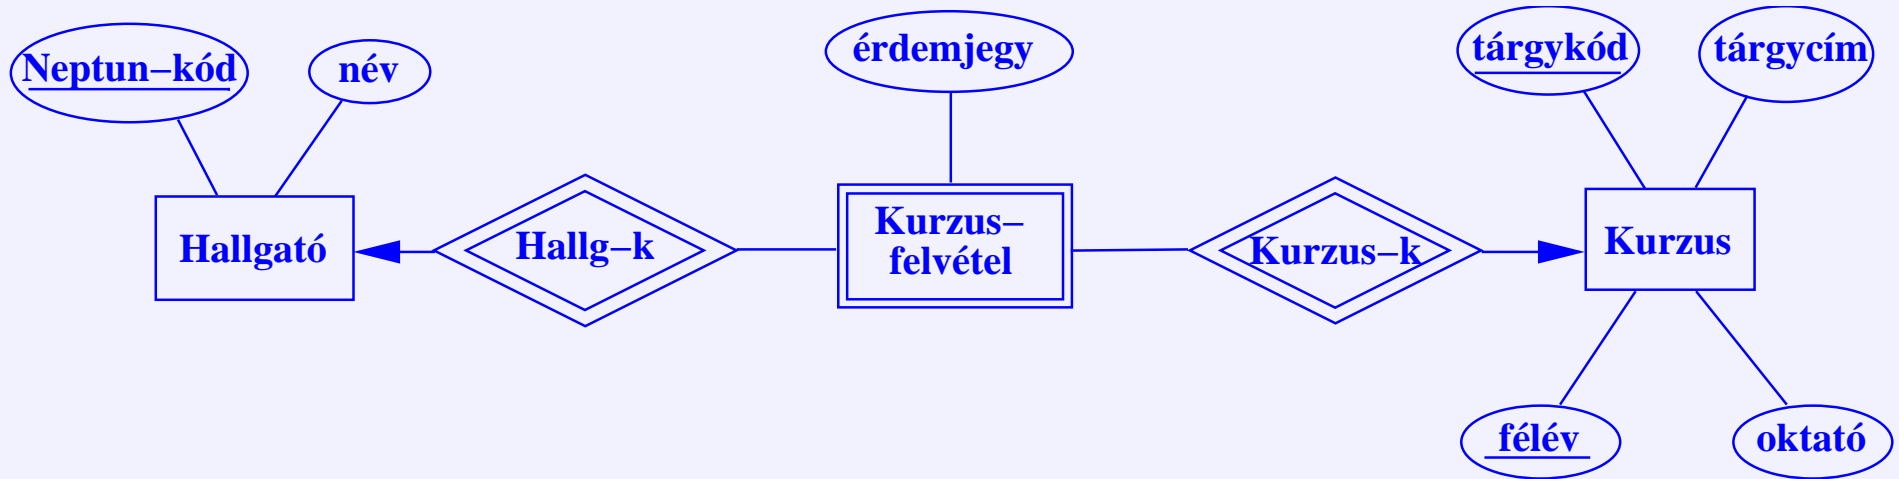 Neptun−kód
név
érdemjegy
tárgykód
tárgycím
Hallgató
Hallg−k
Kurzus−
felvétel
Kurzus−k
Kurzus
félév
oktató